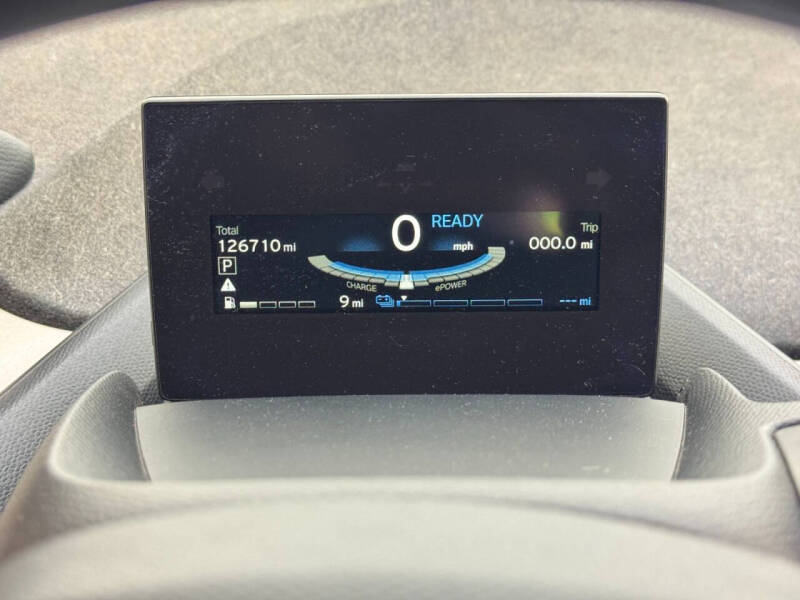 Total
126710 mi
P
0 READY
mph
Trip
000.0 mi
CHARGE
ePOWER
9 mi
--- mi